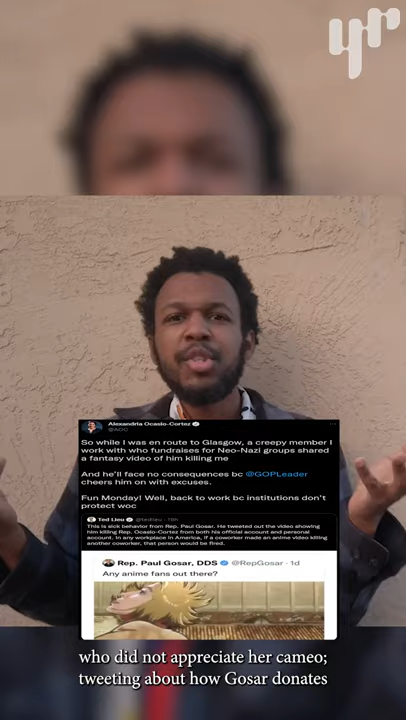 yr
Alexandria Ocasio-Cortez
@AOC
So while I was en route to Glasgow, a creepy member I
work with who fundraises for Neo-Nazi groups shared
a fantasy video of him killing me
And he'll face no consequences bc @GOPLeader
cheers him on with excuses.
Fun Monday! Well, back to work bc institutions don't
protect woc
Ted Lieu @tedlieu · 19h
This is sick behavior from Rep. Paul Gosar. He tweeted out the video showing
him killing Rep. Ocasio-Cortez from both his official account and personal
account. In any workplace in America, if a coworker made an anime video killing
another coworker, that person would be fired.
Rep. Paul Gosar, DDS @RepGosar · 1d
Any anime fans out there?
who did not appreciate her cameo;
tweeting about how Gosar donates